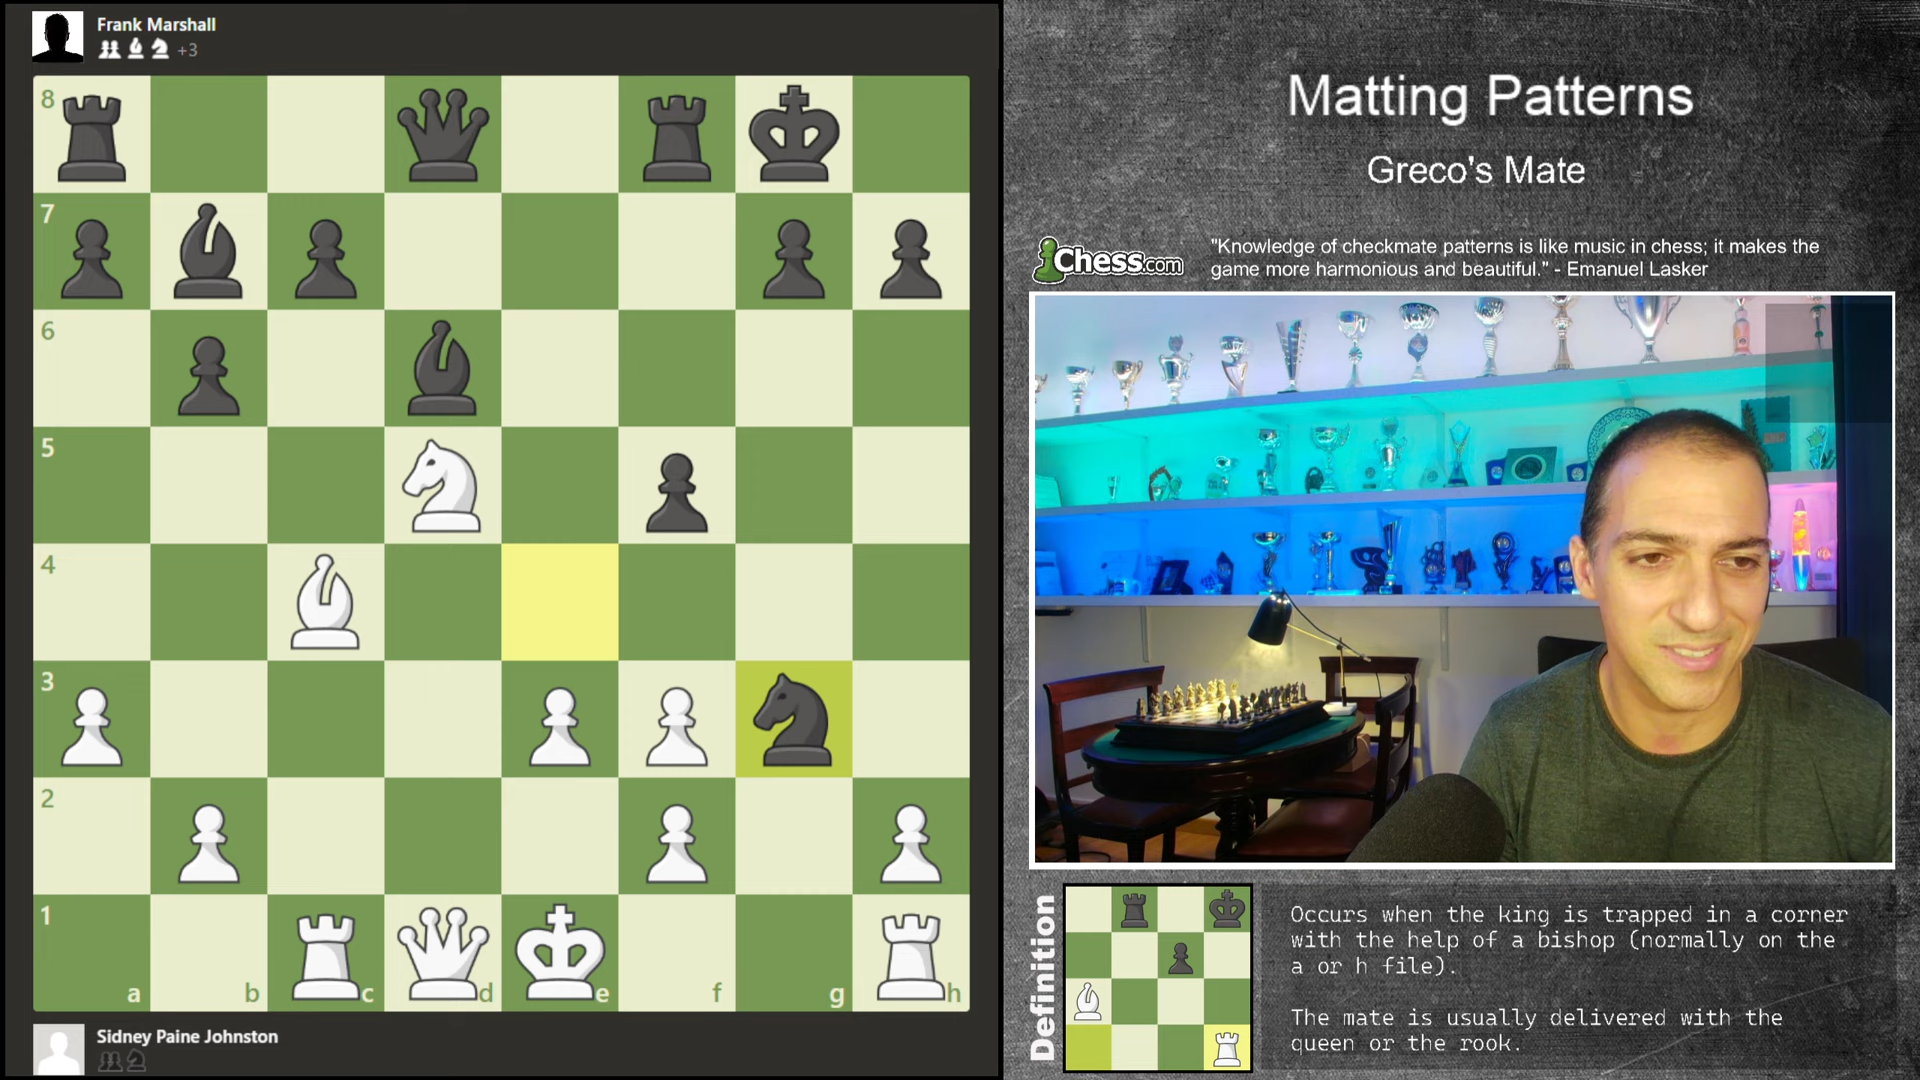 Frank Marshall
+3
8
7
6
5
4
3
2
1
a b c d e f g h
Sidney Paine Johnston
Matting Patterns
Greco's Mate
Chess.com
"Knowledge of checkmate patterns is like music in chess; it makes the
game more harmonious and beautiful." - Emanuel Lasker
Definition
Occurs when the king is trapped in a corner
with the help of a bishop (normally on the
a or h file).
The mate is usually delivered with the
queen or the rook.